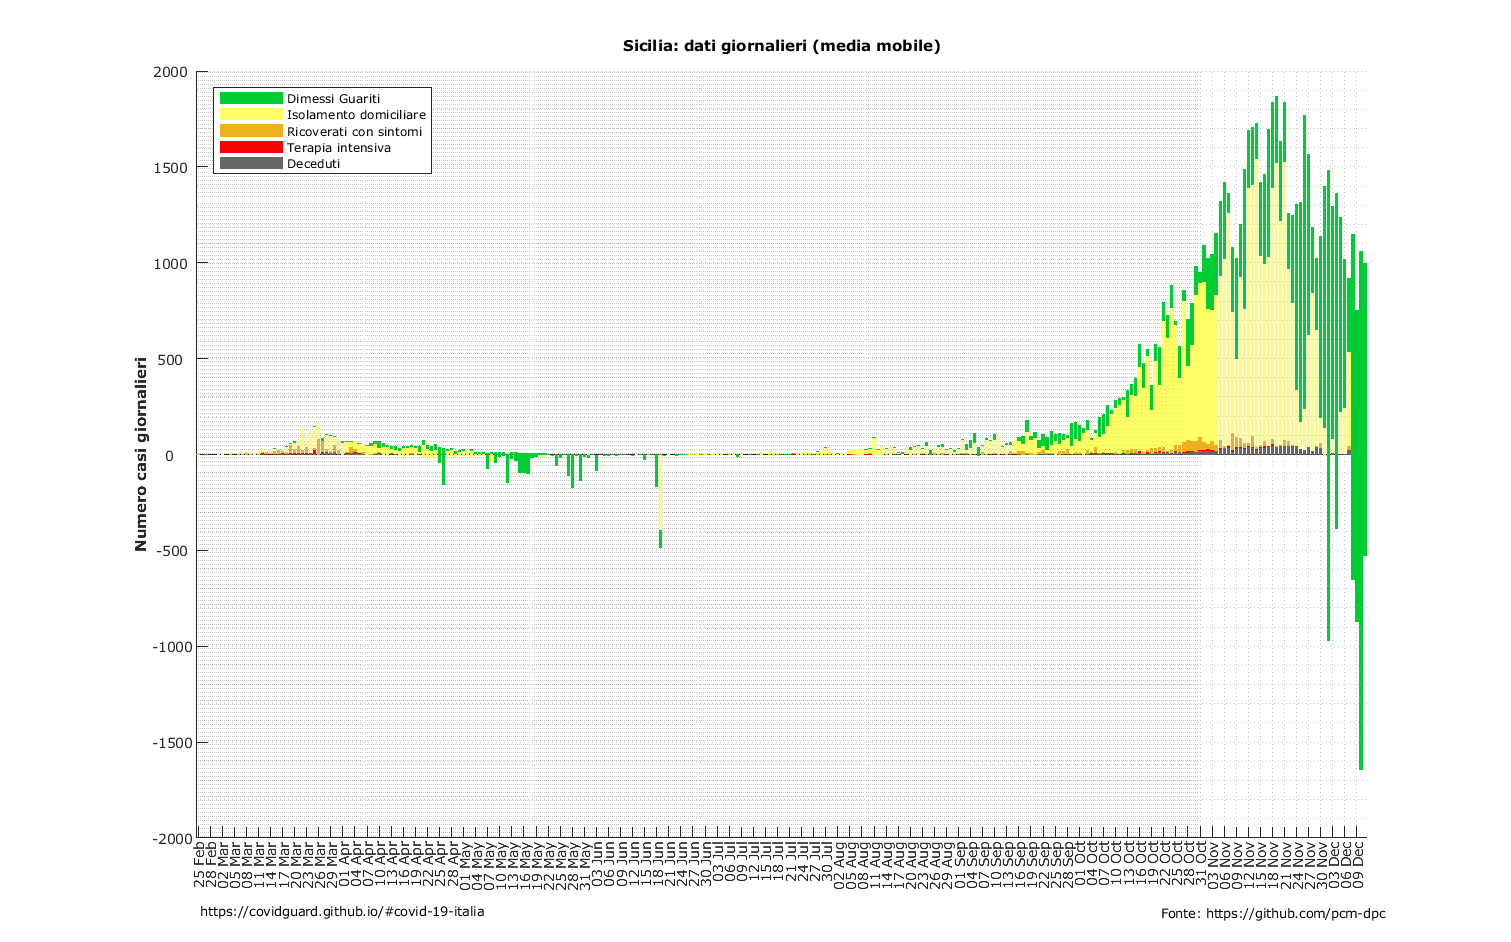 Sicilia: dati giornalieri (media mobile)
2000
1500
1000
500
0
-500
-1000
-1500
-2000
Numero casi giornalieri
Dimessi Guariti
Isolamento domiciliare
Ricoverati con sintomi
Terapia intensiva
Deceduti
25 Feb
28 Feb
02 Mar
05 Mar
08 Mar
11 Mar
14 Mar
17 Mar
20 Mar
23 Mar
26 Mar
29 Mar
01 Apr
04 Apr
07 Apr
10 Apr
13 Apr
16 Apr
19 Apr
22 Apr
25 Apr
28 Apr
01 May
04 May
07 May
10 May
13 May
16 May
19 May
22 May
25 May
28 May
31 May
03 Jun
06 Jun
09 Jun
12 Jun
15 Jun
18 Jun
21 Jun
24 Jun
27 Jun
30 Jun
03 Jul
06 Jul
09 Jul
12 Jul
15 Jul
18 Jul
21 Jul
24 Jul
27 Jul
30 Jul
02 Aug
05 Aug
08 Aug
11 Aug
14 Aug
17 Aug
20 Aug
23 Aug
26 Aug
29 Aug
01 Sep
04 Sep
07 Sep
10 Sep
13 Sep
16 Sep
19 Sep
22 Sep
25 Sep
28 Sep
01 Oct
04 Oct
07 Oct
10 Oct
13 Oct
16 Oct
19 Oct
22 Oct
25 Oct
28 Oct
31 Oct
03 Nov
06 Nov
09 Nov
12 Nov
15 Nov
18 Nov
21 Nov
24 Nov
27 Nov
30 Nov
03 Dec
06 Dec
09 Dec
https://covidguard.github.io/#covid-19-italia
Fonte: https://github.com/pcm-dpc